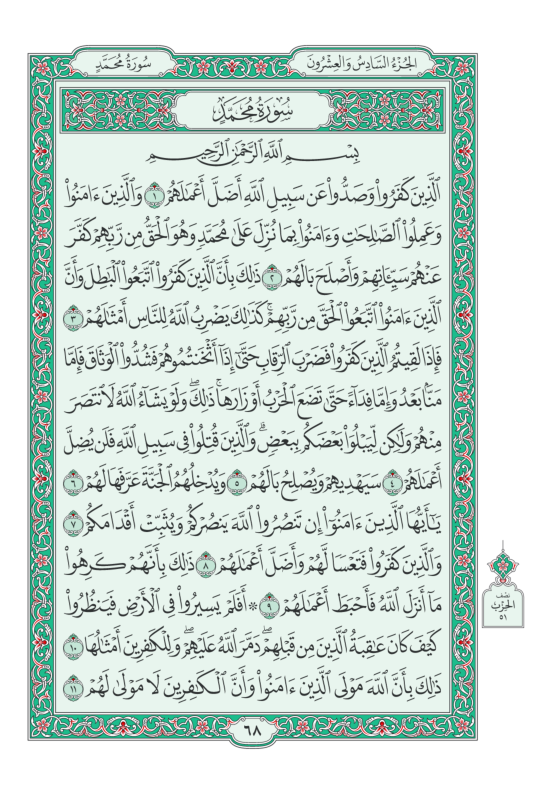 الجُزْءُ السَّادِسُ وَالعِشْرُونَ
سُورَةُ مُحَمَّدٍ
سُورَةُ مُحَمَّدٍ
بِسْمِ ٱللَّهِ ٱلرَّحْمَٰنِ ٱلرَّحِيمِ
ٱلَّذِينَ كَفَرُوا۟ وَصَدُّوا۟ عَن سَبِيلِ ٱللَّهِ أَضَلَّ أَعْمَٰلَهُمْ ١ وَٱلَّذِينَ ءَامَنُوا۟
وَعَمِلُوا۟ ٱلصَّٰلِحَٰتِ وَءَامَنُوا۟ بِمَا نُزِّلَ عَلَىٰ مُحَمَّدٍ وَهُوَ ٱلْحَقُّ مِن رَّبِّهِمْ كَفَّرَ
عَنْهُمْ سَيِّـَٔاتِهِمْ وَأَصْلَحَ بَالَهُمْ ٢ ذَٰلِكَ بِأَنَّ ٱلَّذِينَ كَفَرُوا۟ ٱتَّبَعُوا۟ ٱلْبَٰطِلَ وَأَنَّ
ٱلَّذِينَ ءَامَنُوا۟ ٱتَّبَعُوا۟ ٱلْحَقَّ مِن رَّبِّهِمْ ۚ كَذَٰلِكَ يَضْرِبُ ٱللَّهُ لِلنَّاسِ أَمْثَٰلَهُمْ ٣
فَإِذَا لَقِيتُمُ ٱلَّذِينَ كَفَرُوا۟ فَضَرْبَ ٱلرِّقَابِ حَتَّىٰٓ إِذَآ أَثْخَنتُمُوهُمْ فَشُدُّوا۟ ٱلْوَثَاقَ فَإِمَّا
مَنًّۢا بَعْدُ وَإِمَّا فِدَآءً حَتَّىٰ تَضَعَ ٱلْحَرْبُ أَوْزَارَهَا ۚ ذَٰلِكَ ۖ وَلَوْ يَشَآءُ ٱللَّهُ لَٱنتَصَرَ
مِنْهُمْ وَلَٰكِن لِّيَبْلُوَا۟ بَعْضَكُم بِبَعْضٍ ۗ وَٱلَّذِينَ قُتِلُوا۟ فِى سَبِيلِ ٱللَّهِ فَلَن يُضِلَّ
أَعْمَٰلَهُمْ ٤ سَيَهْدِيهِمْ وَيُصْلِحُ بَالَهُمْ ٥ وَيُدْخِلُهُمُ ٱلْجَنَّةَ عَرَّفَهَا لَهُمْ ٦
يَٰٓأَيُّهَا ٱلَّذِينَ ءَامَنُوٓا۟ إِن تَنصُرُوا۟ ٱللَّهَ يَنصُرْكُمْ وَيُثَبِّتْ أَقْدَامَكُمْ ٧
وَٱلَّذِينَ كَفَرُوا۟ فَتَعْسًا لَّهُمْ وَأَضَلَّ أَعْمَٰلَهُمْ ٨ ذَٰلِكَ بِأَنَّهُمْ كَرِهُوا۟
مَآ أَنزَلَ ٱللَّهُ فَأَحْبَطَ أَعْمَٰلَهُمْ ٩ ۞ أَفَلَمْ يَسِيرُوا۟ فِى ٱلْأَرْضِ فَيَنظُرُوا۟
كَيْفَ كَانَ عَٰقِبَةُ ٱلَّذِينَ مِن قَبْلِهِمْ ۖ دَمَّرَ ٱللَّهُ عَلَيْهِمْ ۖ وَلِلْكَٰفِرِينَ أَمْثَٰلُهَا ١٠
ذَٰلِكَ بِأَنَّ ٱللَّهَ مَوْلَى ٱلَّذِينَ ءَامَنُوا۟ وَأَنَّ ٱلْكَٰفِرِينَ لَا مَوْلَىٰ لَهُمْ ١١
نصف
الحزب
٥١
٦٨